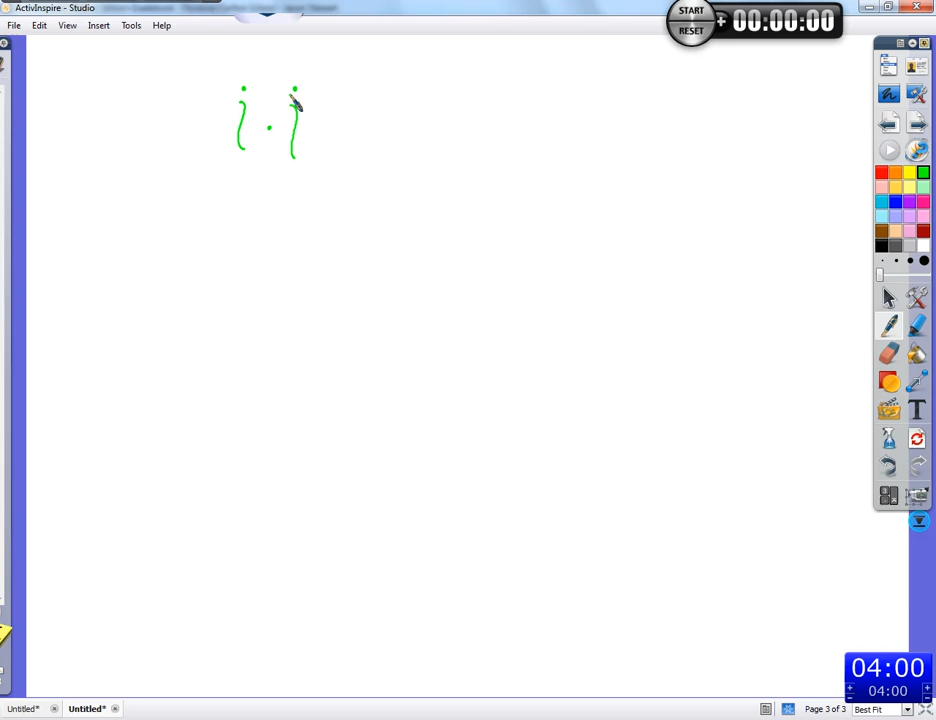 ActivInspire - Studio
START
RESET
+ 00:00:00
File Edit View Insert Tools Help
i · j
04:00
04:00
Untitled* Untitled* Page 3 of 3 Best Fit